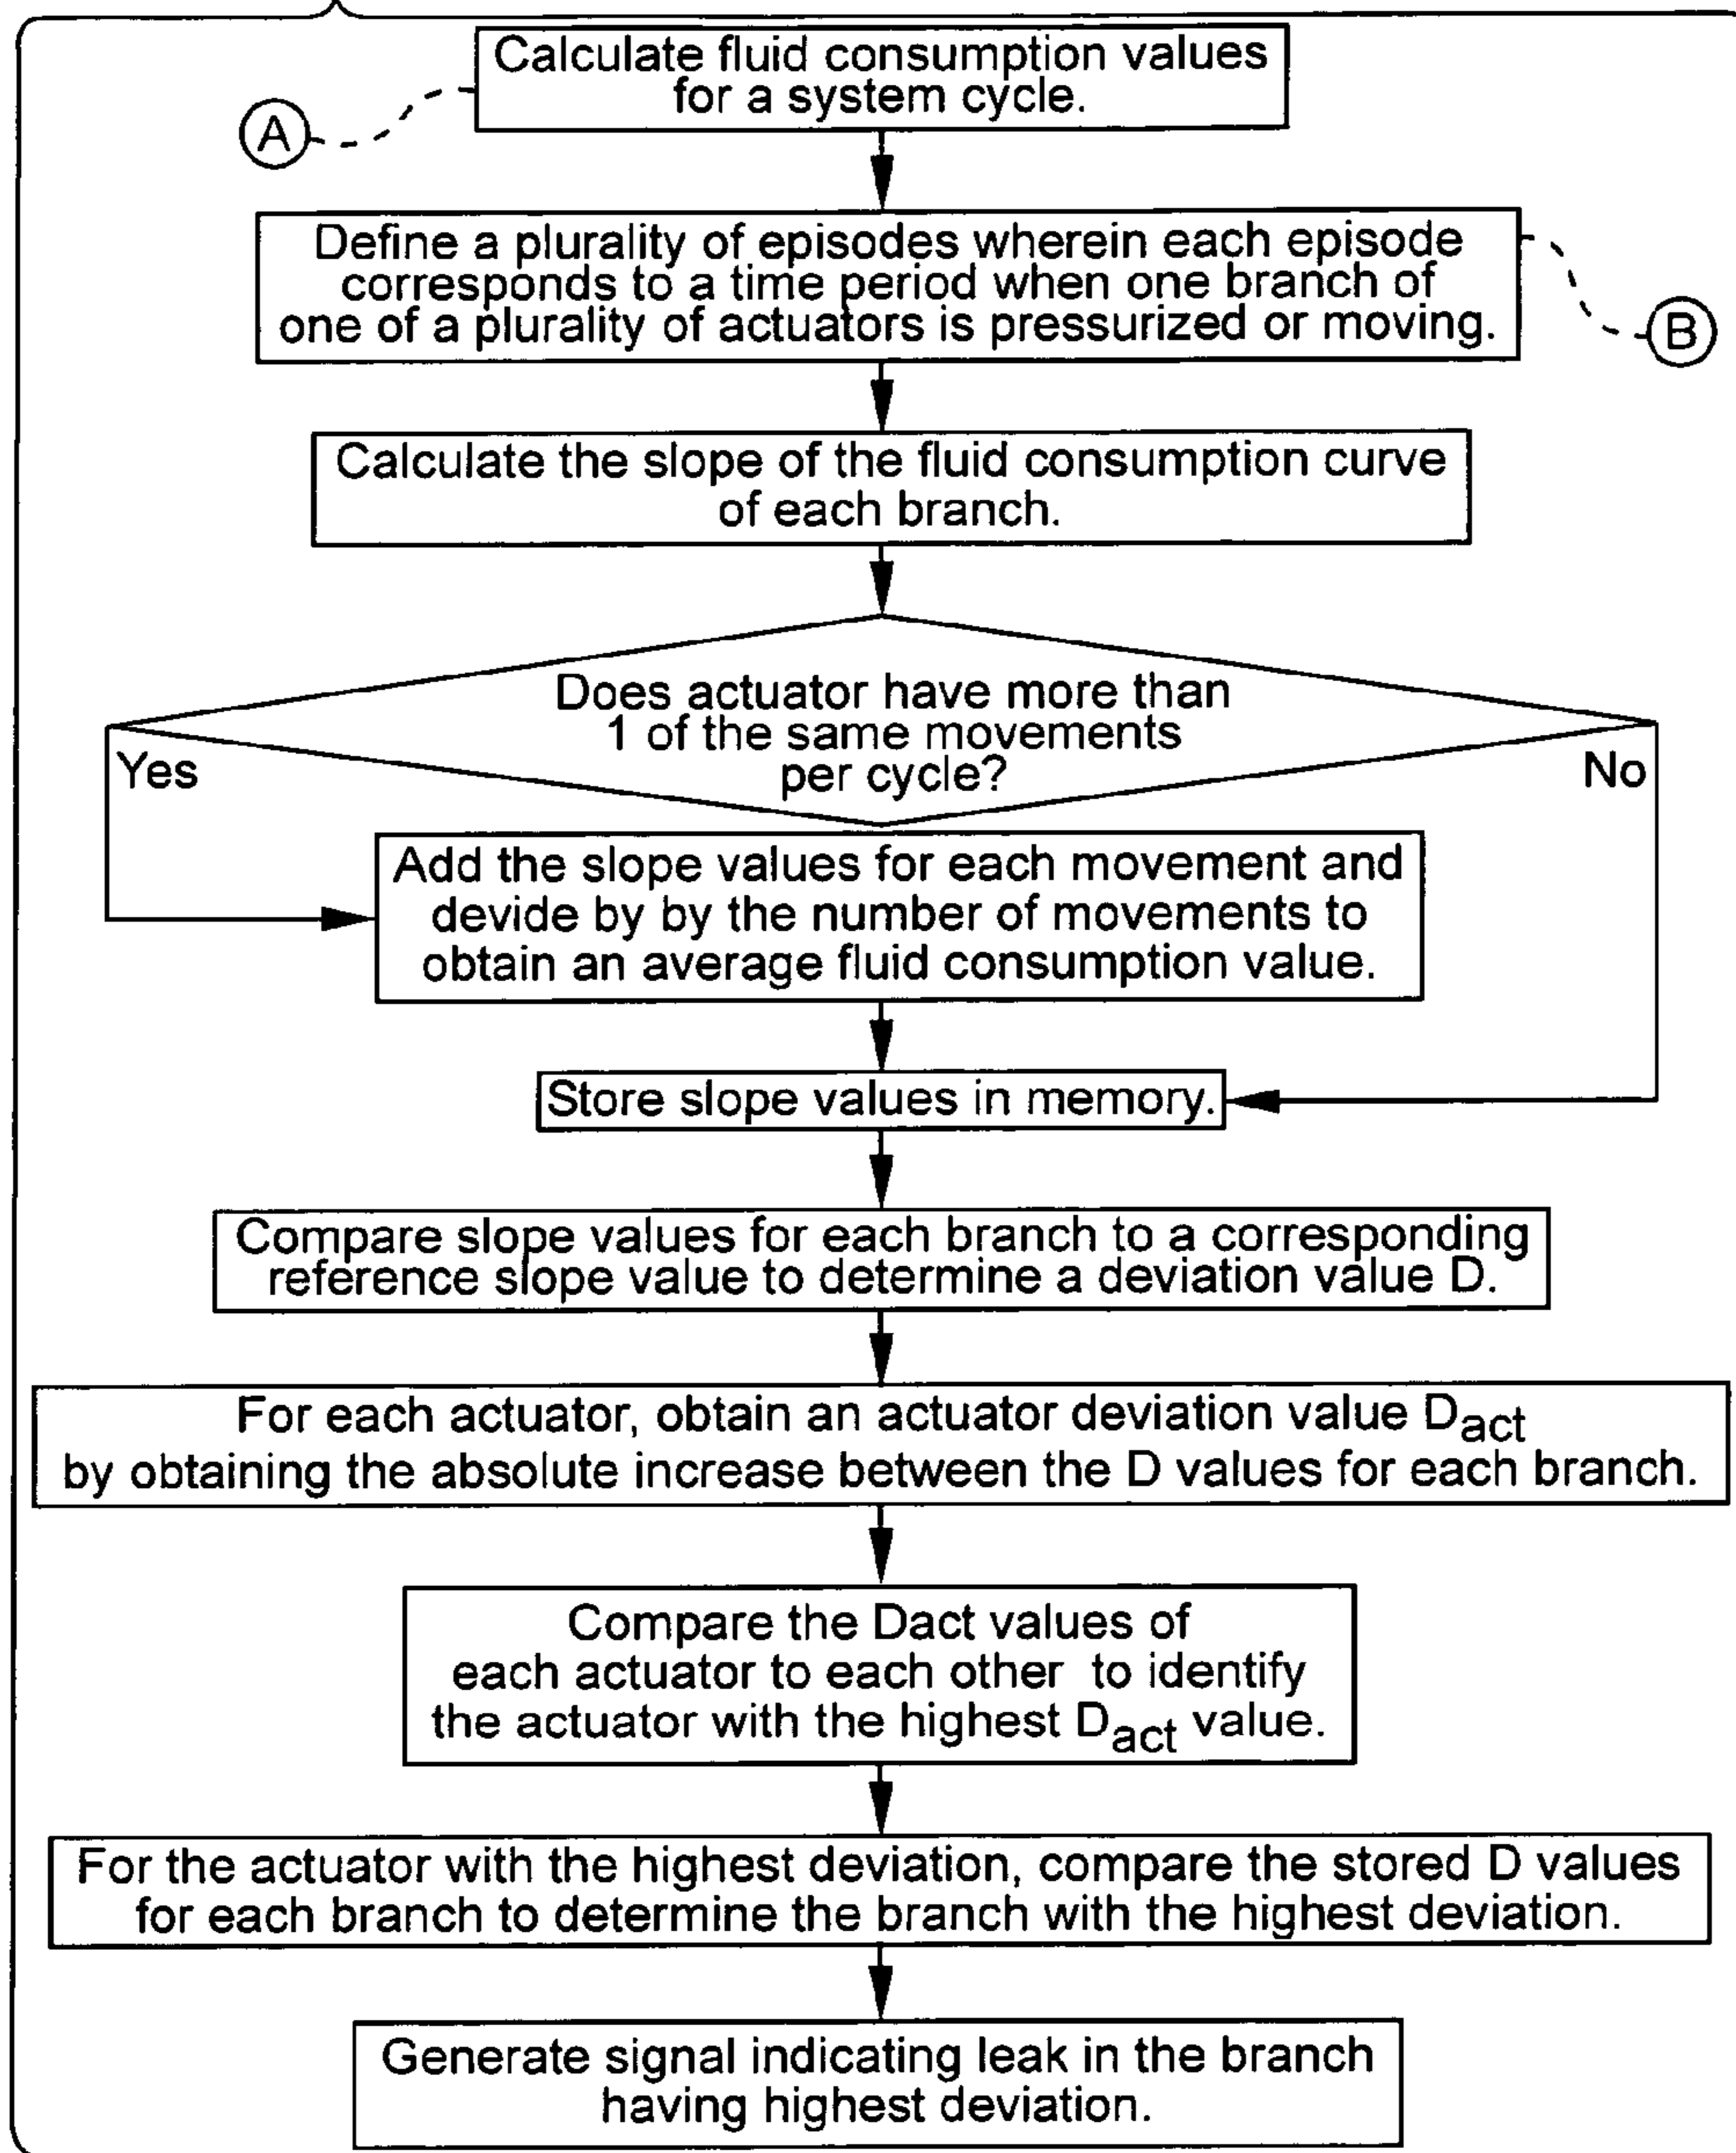 Calculate fluid consumption values
for a system cycle.
A
Define a plurality of episodes wherein each episode
corresponds to a time period when one branch of
one of a plurality of actuators is pressurized or moving.
B
Calculate the slope of the fluid consumption curve
of each branch.
Does actuator have more than
1 of the same movements
per cycle?
Yes
No
Add the slope values for each movement and
devide by by the number of movements to
obtain an average fluid consumption value.
Store slope values in memory.
Compare slope values for each branch to a corresponding
reference slope value to determine a deviation value D.
For each actuator, obtain an actuator deviation value Dact
by obtaining the absolute increase between the D values for each branch.
Compare the Dact values of
each actuator to each other to identify
the actuator with the highest Dact value.
For the actuator with the highest deviation, compare the stored D values
for each branch to determine the branch with the highest deviation.
Generate signal indicating leak in the branch
having highest deviation.